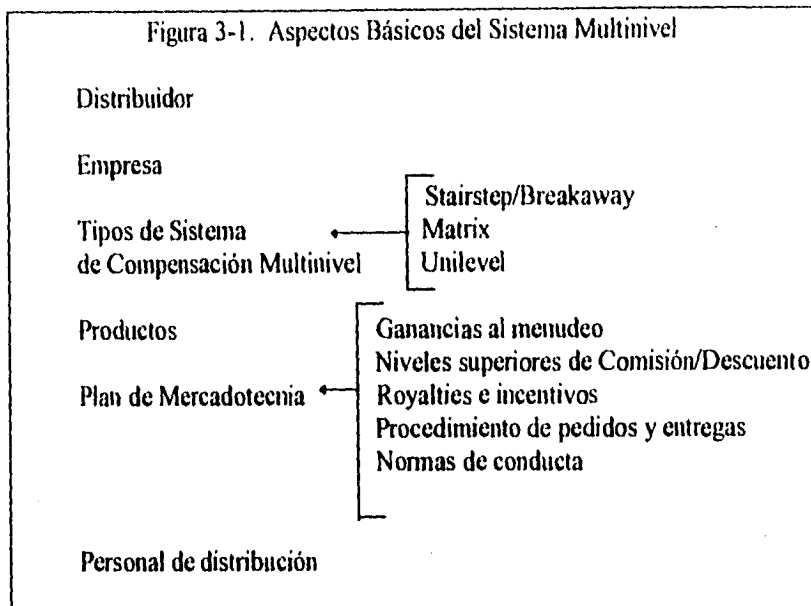 Figura 3-1. Aspectos Básicos del Sistema Multinivel
Distribuidor
Empresa
Tipos de Sistema
de Compensación Multinivel
Stairstep/Breakaway
Matrix
Unilevel
Productos
Plan de Mercadotecnia
Ganancias al menudeo
Niveles superiores de Comisión/Descuento
Royalties e incentivos
Procedimiento de pedidos y entregas
Normas de conducta
Personal de distribución